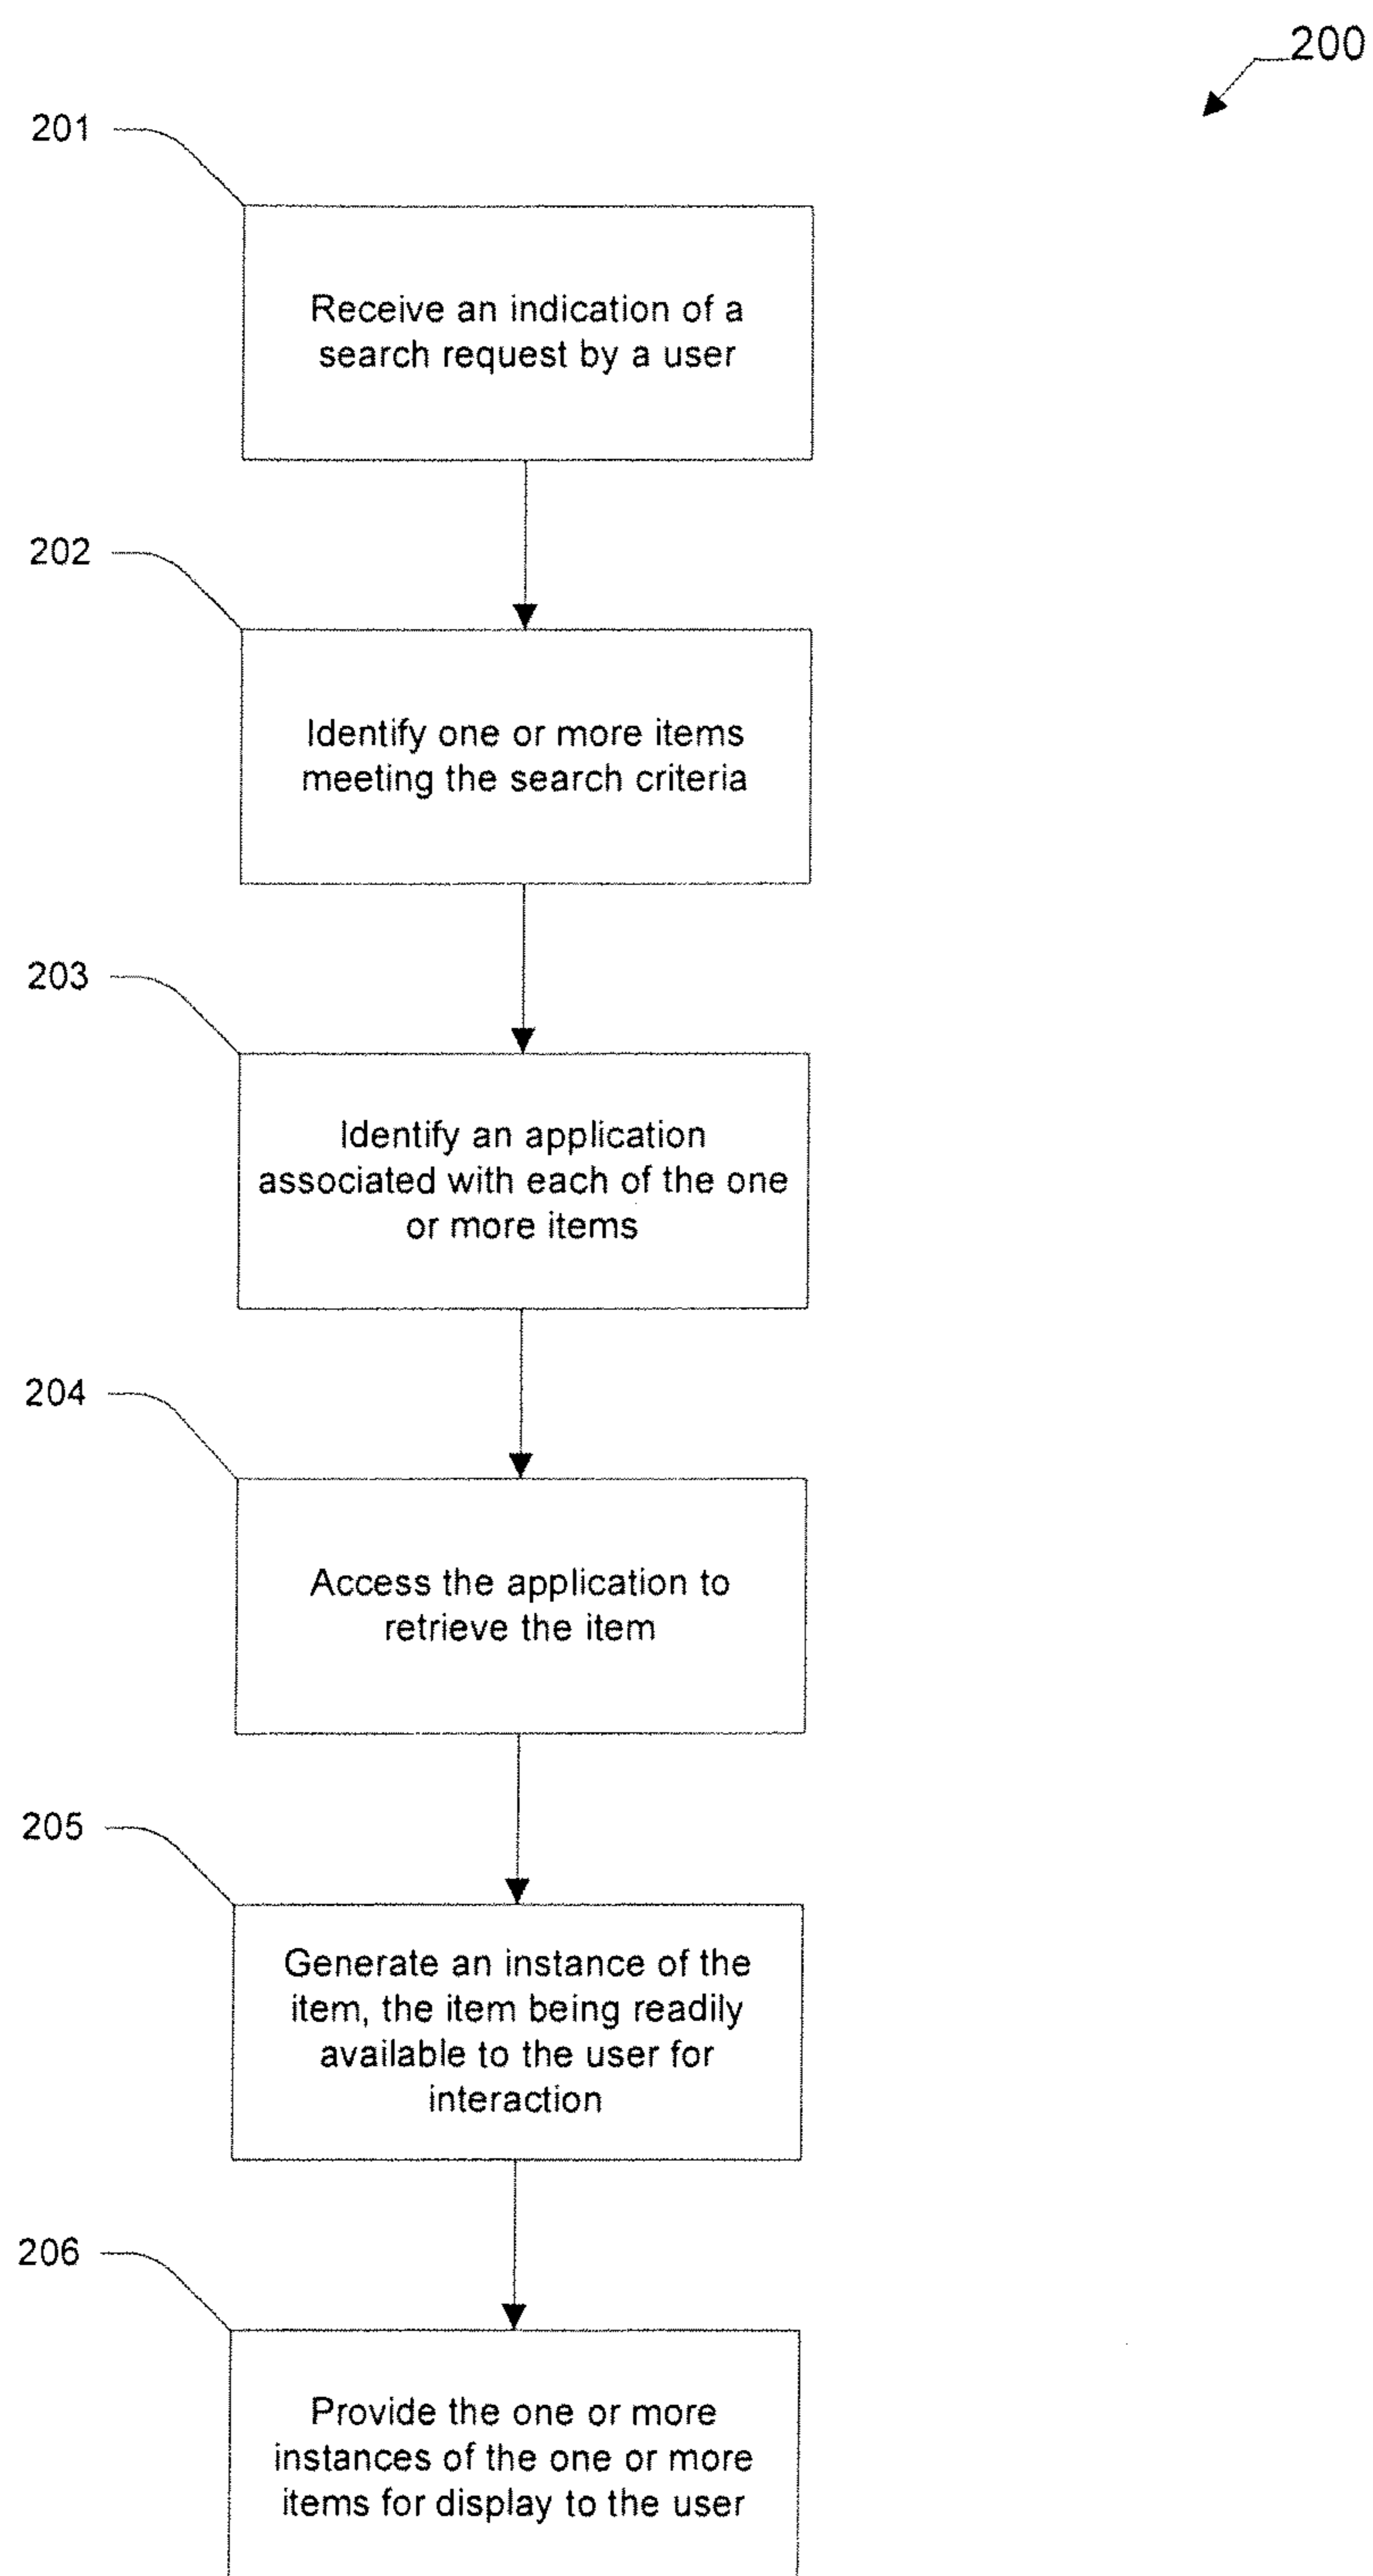 200
201
Receive an indication of a
search request by a user
202
Identify one or more items
meeting the search criteria
203
Identify an application
associated with each of the one
or more items
204
Access the application to
retrieve the item
205
Generate an instance of the
item, the item being readily
available to the user for
interaction
206
Provide the one or more
instances of the one or more
items for display to the user